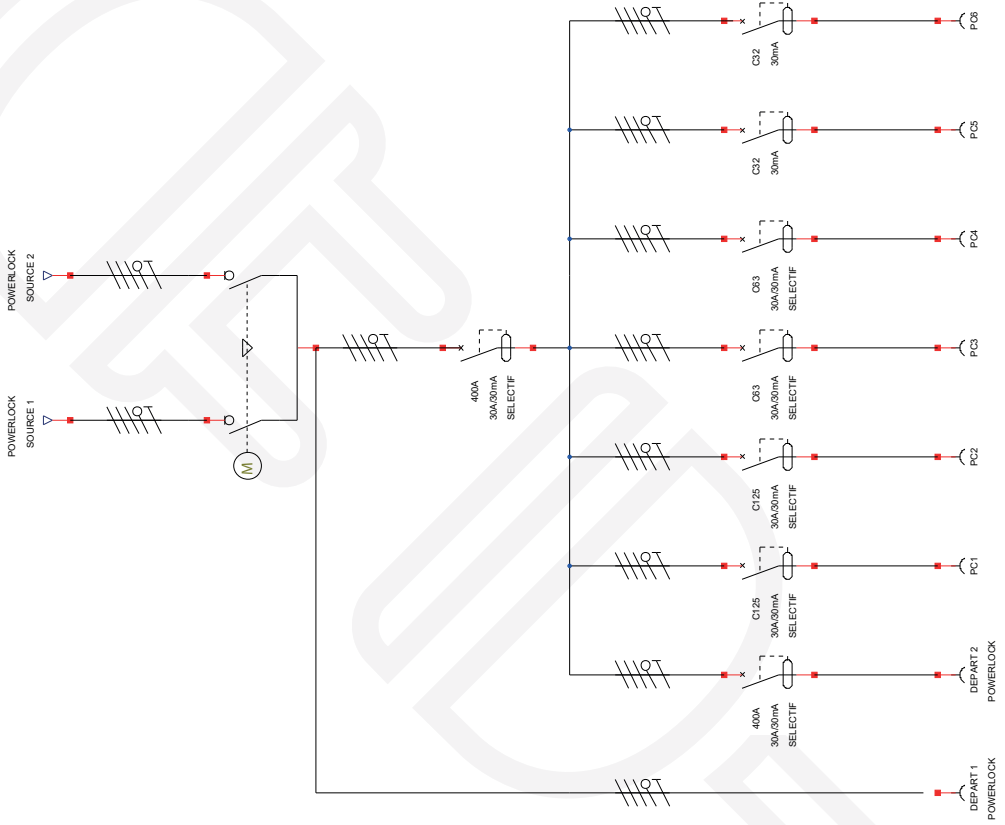 POWERLOCK
SOURCE 1
POWERLOCK
SOURCE 2
M
400A
30A/30mA
SELECTIF
400A
30A/30mA
SELECTIF
C125
30A/30mA
SELECTIF
C125
30A/30mA
SELECTIF
C63
30A/30mA
SELECTIF
C63
30A/30mA
SELECTIF
C32
30mA
C32
30mA
DEPART 1
POWERLOCK
DEPART 2
POWERLOCK
PC1
PC2
PC3
PC4
PC5
PC6